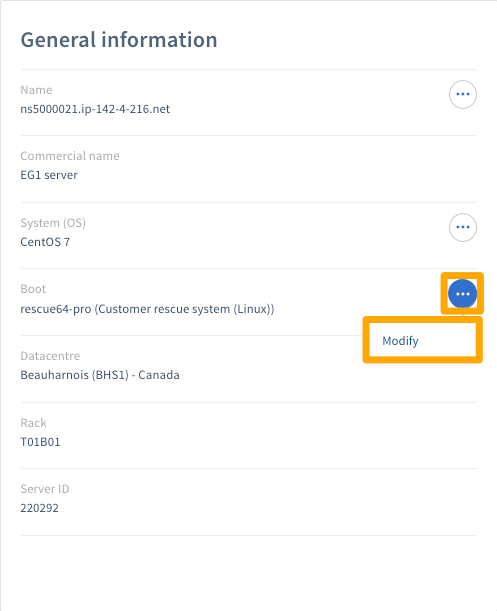 General information
Name
ns5000021.ip-142-4-216.net
Commercial name
EG1 server
System (OS)
CentOS 7
Boot
rescue64-pro (Customer rescue system (Linux))
Modify
Datacentre
Beauharnois (BHS1) - Canada
Rack
T01B01
Server ID
220292